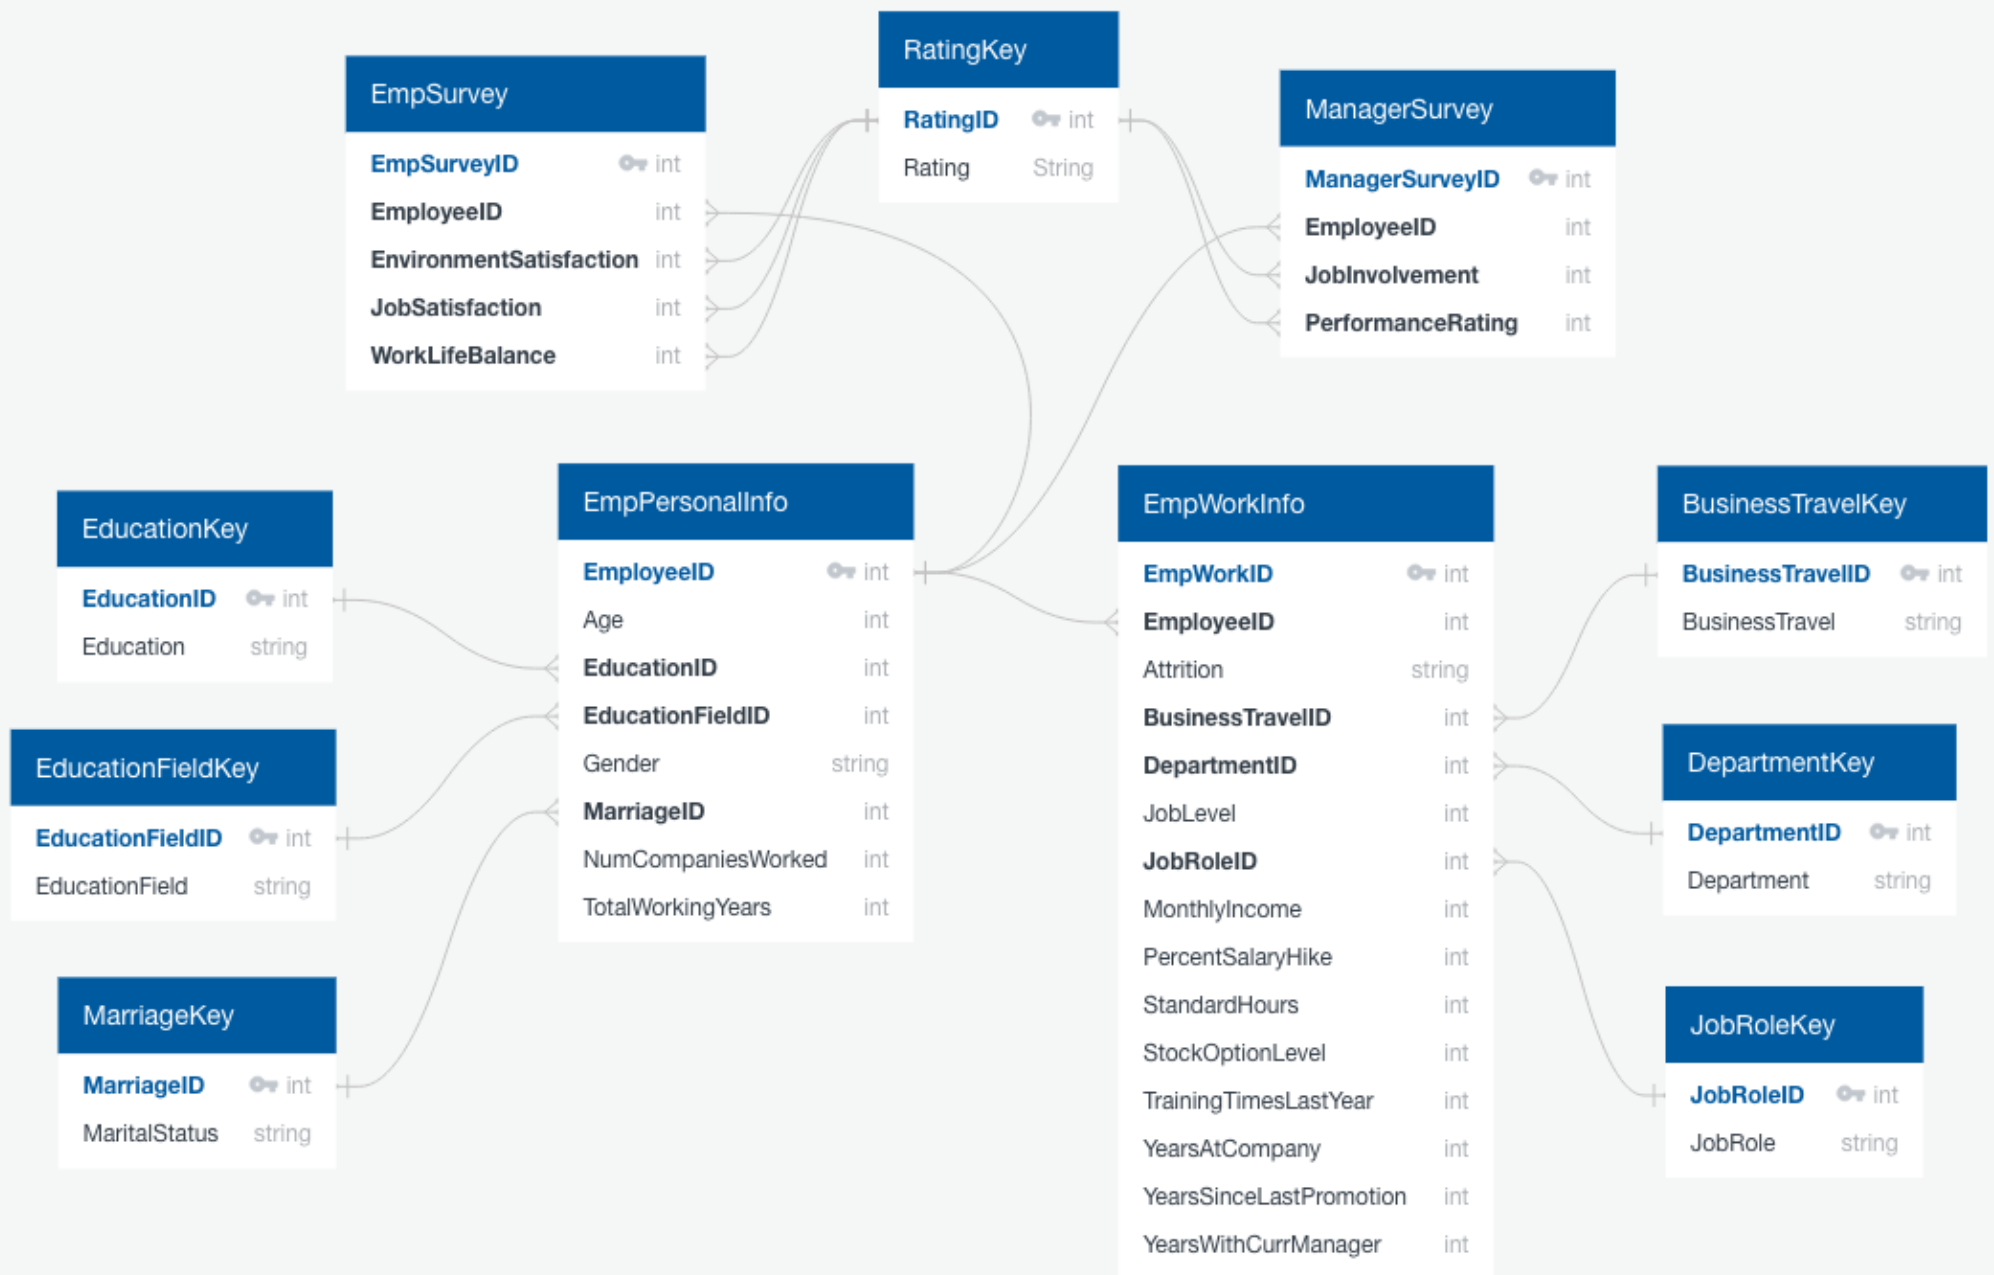 RatingKey
RatingID int
Rating String
EmpSurvey
EmpSurveyID int
EmployeeID int
EnvironmentSatisfaction int
JobSatisfaction int
WorkLifeBalance int
ManagerSurvey
ManagerSurveyID int
EmployeeID int
JobInvolvement int
PerformanceRating int
EducationKey
EducationID int
Education string
EducationFieldKey
EducationFieldID int
EducationField string
MarriageKey
MarriageID int
MaritalStatus string
EmpPersonalInfo
EmployeeID int
Age int
EducationID int
EducationFieldID int
Gender string
MarriageID int
NumCompaniesWorked int
TotalWorkingYears int
EmpWorkInfo
EmpWorkID int
EmployeeID int
Attrition string
BusinessTravelID int
DepartmentID int
JobLevel int
JobRoleID int
MonthlyIncome int
PercentSalaryHike int
StandardHours int
StockOptionLevel int
TrainingTimesLastYear int
YearsAtCompany int
YearsSinceLastPromotion int
YearsWithCurrManager int
BusinessTravelKey
BusinessTravelID int
BusinessTravel string
DepartmentKey
DepartmentID int
Department string
JobRoleKey
JobRoleID int
JobRole string